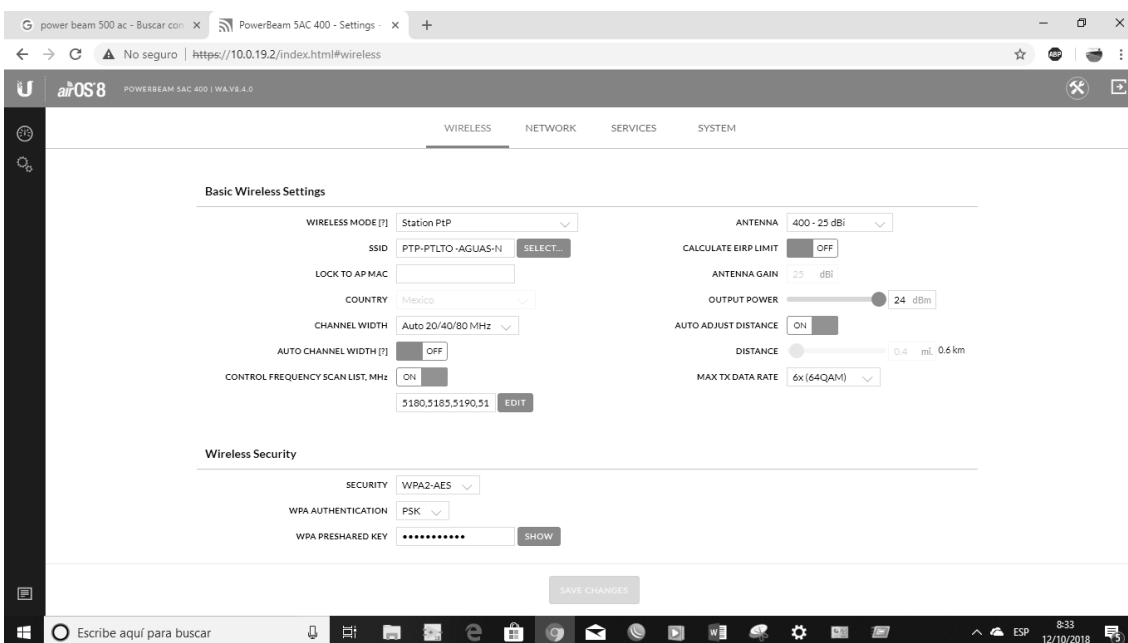 power beam 500 ac - Buscar con
PowerBeam 5AC 400 - Settings -
No seguro | https://10.0.19.2/index.html#wireless
ABP
airOS 8 POWERBEAM 5AC 400 | WA.V8.4.0
WIRELESS NETWORK SERVICES SYSTEM
Basic Wireless Settings
WIRELESS MODE [?] Station PtP
SSID PTP-PTLTO -AGUAS-N SELECT...
LOCK TO AP MAC
COUNTRY Mexico
CHANNEL WIDTH Auto 20/40/80 MHz
AUTO CHANNEL WIDTH [?] OFF
CONTROL FREQUENCY SCAN LIST, MHz ON
5180,5185,5190,51 EDIT
ANTENNA 400 - 25 dBi
CALCULATE EIRP LIMIT OFF
ANTENNA GAIN 25 dBi
OUTPUT POWER 24 dBm
AUTO ADJUST DISTANCE ON
DISTANCE 0.4 mi. 0.6 km
MAX TX DATA RATE 6x (64QAM)
Wireless Security
SECURITY WPA2-AES
WPA AUTHENTICATION PSK
WPA PRESHARED KEY ••••••••••• SHOW
SAVE CHANGES
Escribe aquí para buscar
ESP
8:33
12/10/2018